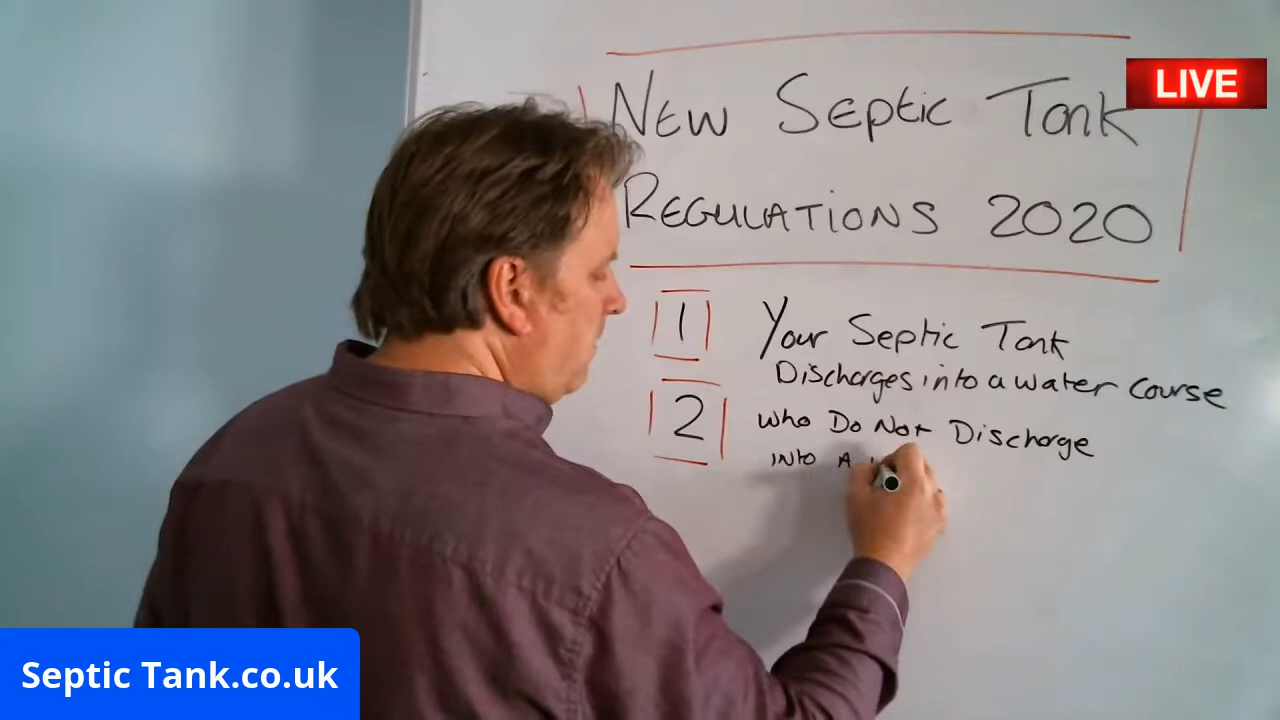 LIVE
NEW SEPtic Tank
REGULATIONS 2020
1 Your Septic Tank
Discharges into a water course
2 who Do Not Discharge
INto A
Septic Tank.co.uk